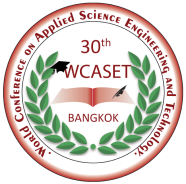 World Conference on Applied Science Engineering and Technology.
30th
WCASET
BANGKOK